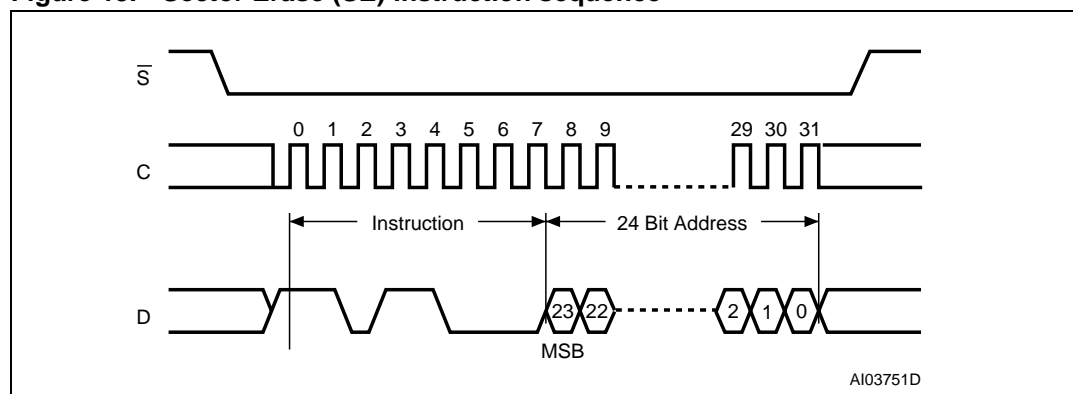 S
0 1 2 3 4 5 6 7 8 9 29 30 31
C
Instruction 24 Bit Address
D 23 22 2 1 0
MSB
AI03751D